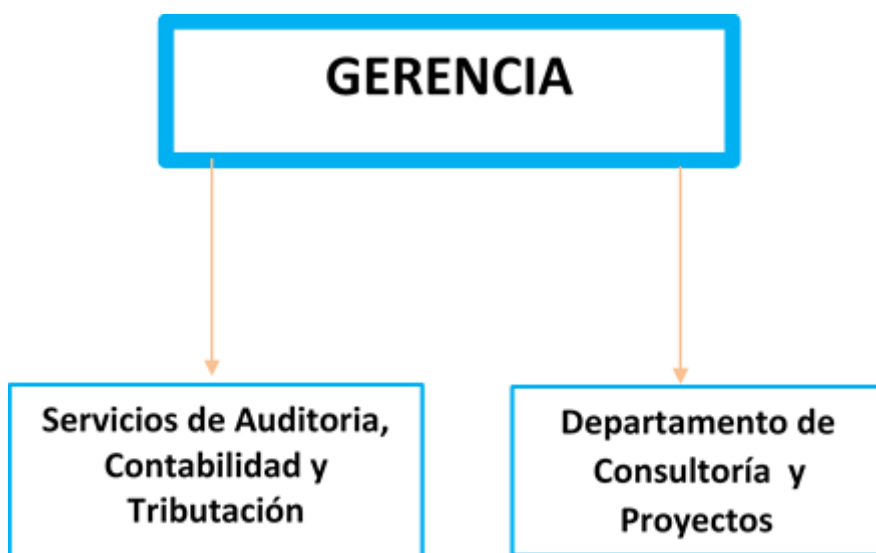 GERENCIA
Servicios de Auditoria,
Contabilidad y
Tributación
Departamento de
Consultoría y
Proyectos